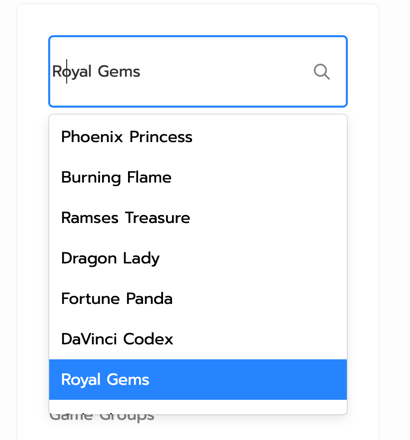 Royal Gems
Phoenix Princess
Burning Flame
Ramses Treasure
Dragon Lady
Fortune Panda
DaVinci Codex
Royal Gems
Game Groups